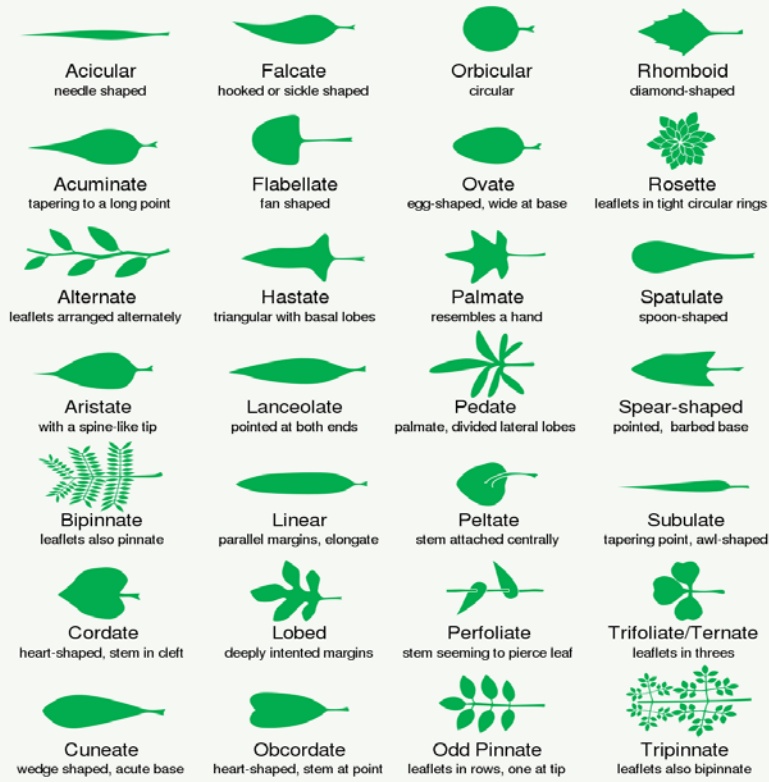 Acicular
needle shaped
Falcate
hooked or sickle shaped
Orbicular
circular
Rhomboid
diamond-shaped
Acuminate
tapering to a long point
Flabellate
fan shaped
Ovate
egg-shaped, wide at base
Rosette
leaflets in tight circular rings
Alternate
leaflets arranged alternately
Hastate
triangular with basal lobes
Palmate
resembles a hand
Spatulate
spoon-shaped
Aristate
with a spine-like tip
Lanceolate
pointed at both ends
Pedate
palmate, divided lateral lobes
Spear-shaped
pointed, barbed base
Bipinnate
leaflets also pinnate
Linear
parallel margins, elongate
Peltate
stem attached centrally
Subulate
tapering point, awl-shaped
Cordate
heart-shaped, stem in cleft
Lobed
deeply intented margins
Perfoliate
stem seeming to pierce leaf
Trifoliate/Ternate
leaflets in threes
Cuneate
wedge shaped, acute base
Obcordate
heart-shaped, stem at point
Odd Pinnate
leaflets in rows, one at tip
Tripinnate
leaflets also bipinnate